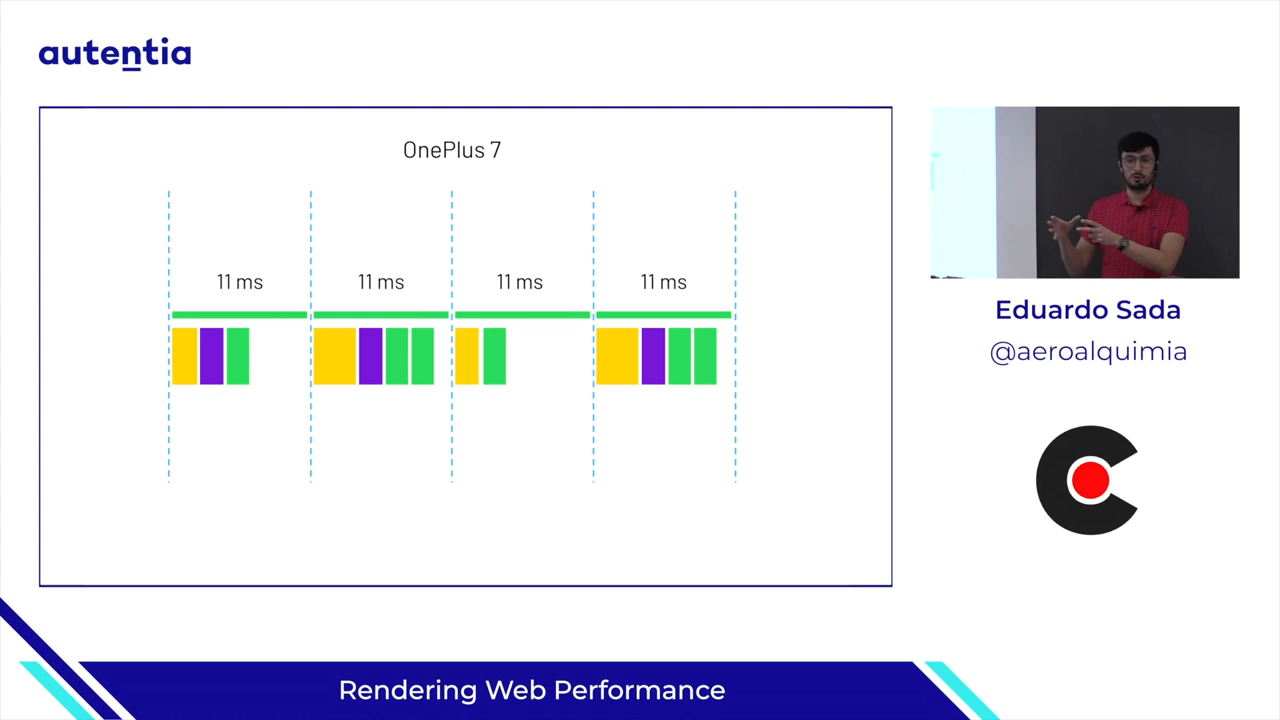 autentia
OnePlus 7
11 ms
11 ms
11 ms
11 ms
Eduardo Sada
@aeroalquimia
Rendering Web Performance